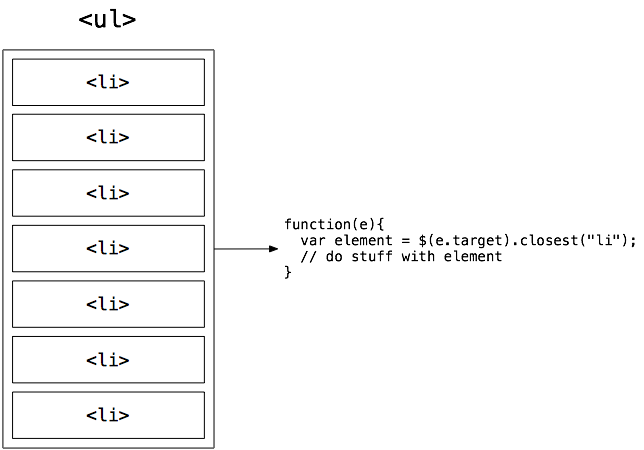 <ul>
<li>
<li>
<li>
<li>
<li>
<li>
<li>
function(e){
  var element = $(e.target).closest("li");
  // do stuff with element
}